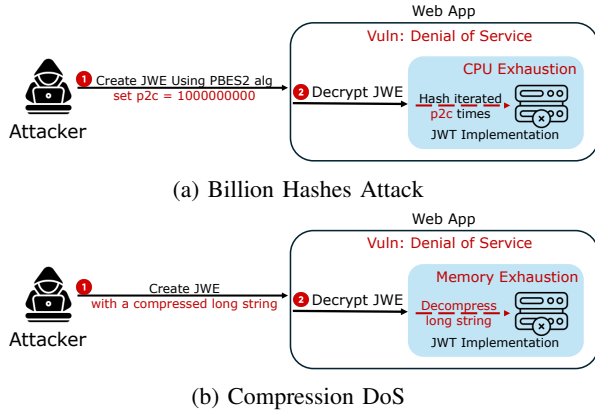 Web App
Vuln: Denial of Service
CPU Exhaustion
1 Create JWE Using PBES2 alg
set p2c = 1000000000
2 Decrypt JWE
Hash iterated
p2c times
JWT Implementation
Attacker
(a) Billion Hashes Attack
Web App
Vuln: Denial of Service
Memory Exhaustion
1 Create JWE
with a compressed long string
2 Decrypt JWE
Decompress
long string
JWT Implementation
Attacker
(b) Compression DoS